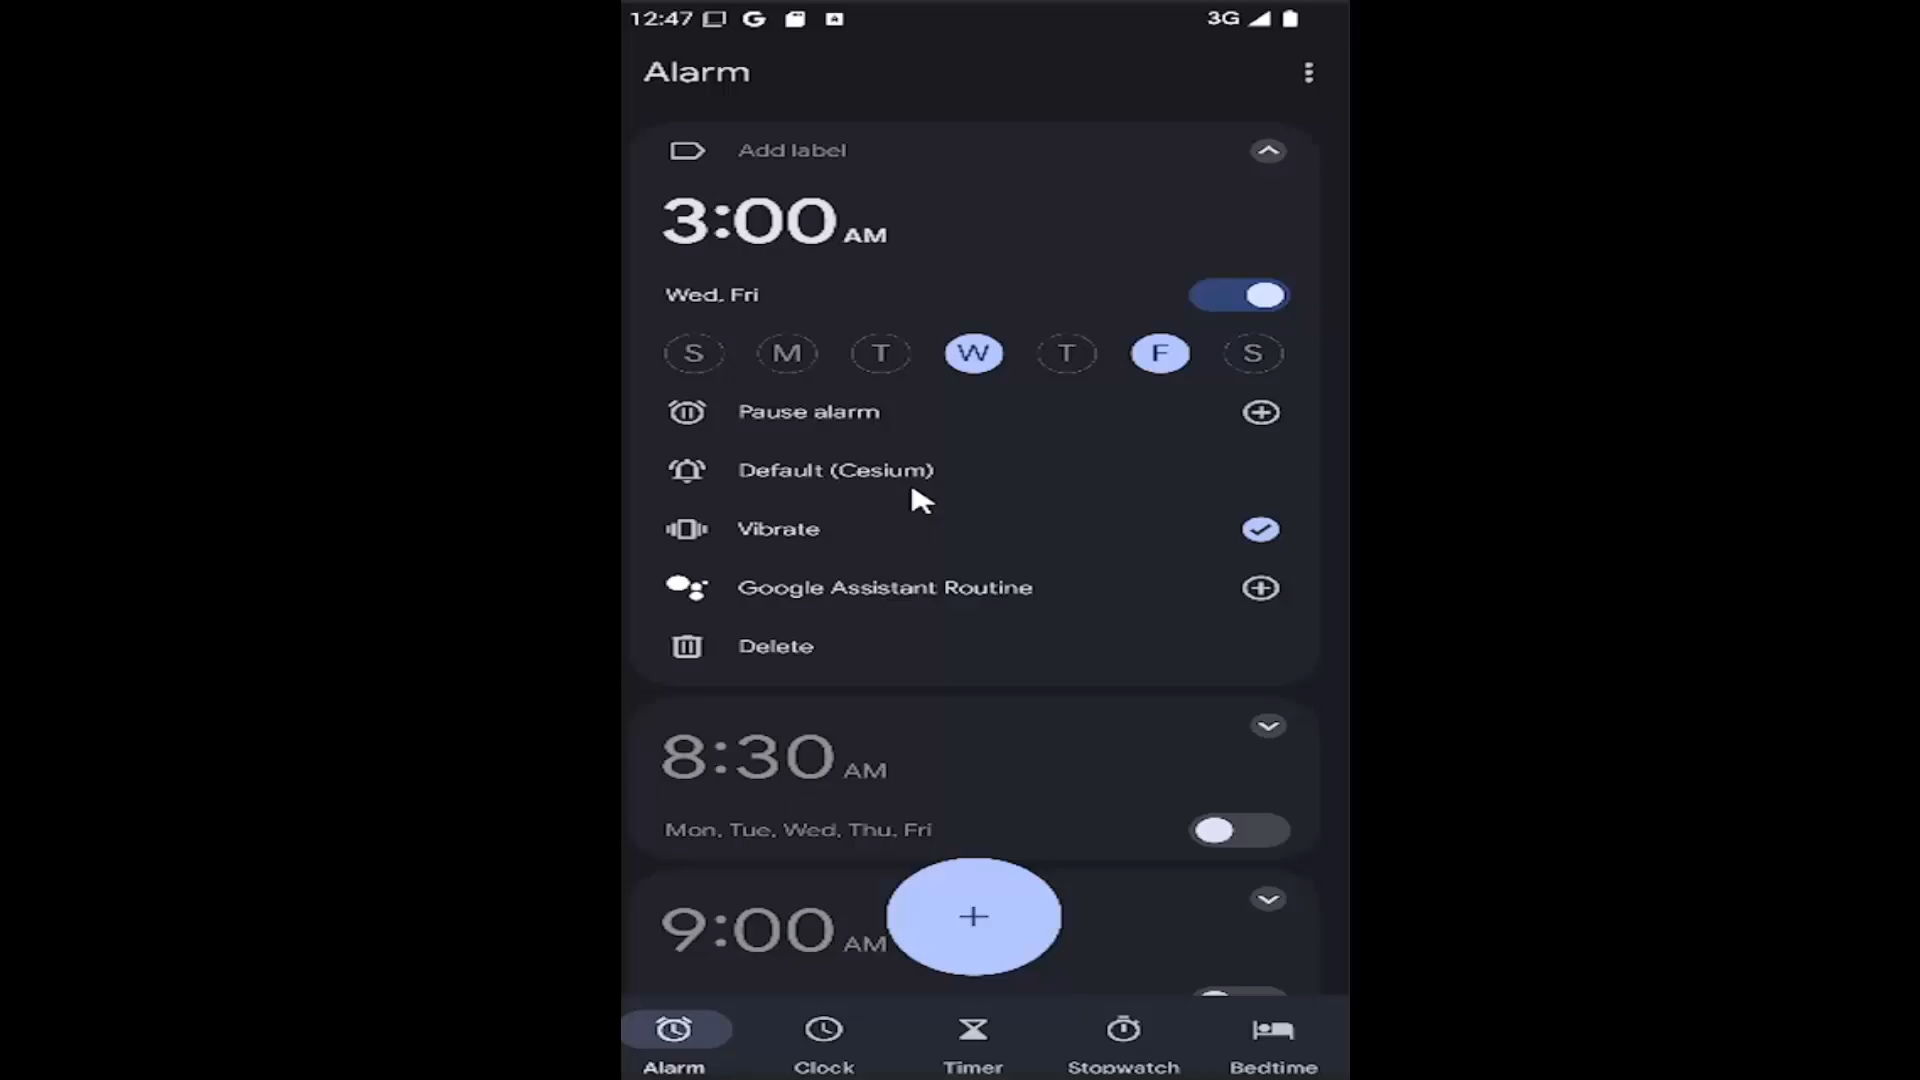 12:47 G 3G
Alarm
Add label
3:00 AM
Wed, Fri
S M T W T F S
Pause alarm
Default (Cesium)
Vibrate
Google Assistant Routine
Delete
8:30 AM
Mon, Tue, Wed, Thu, Fri
9:00 AM
Alarm Clock Timer Stopwatch Bedtime